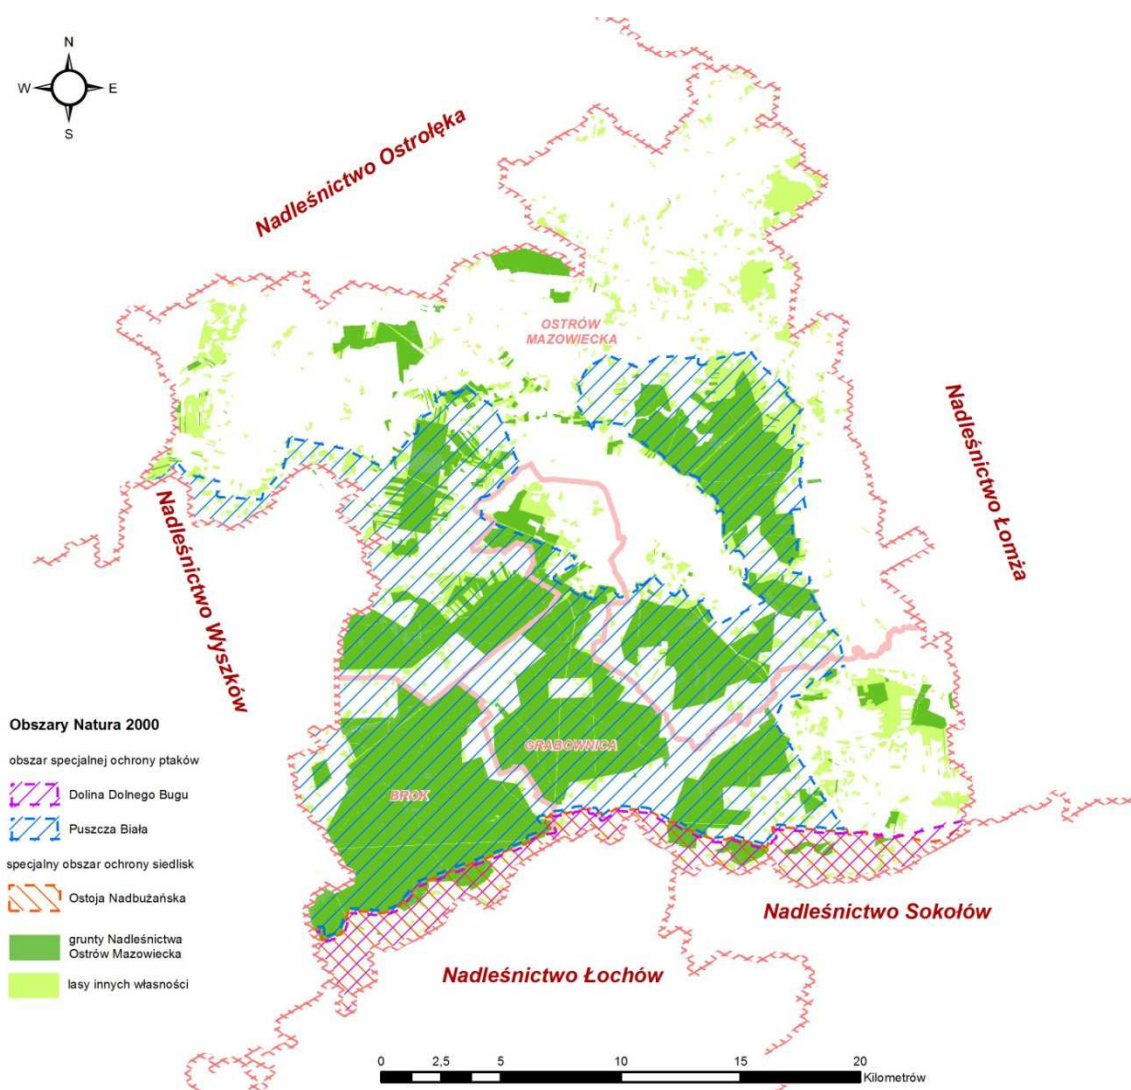 N
W E
S
Nadleśnictwo Ostrołęka
OSTRÓW
MAZOWIECKA
Nadleśnictwo Łomża
Nadleśnictwo Wyszków
GRABOWNICA
BROK
Obszary Natura 2000
obszar specjalnej ochrony ptaków
Dolina Dolnego Bugu
Puszcza Biała
specjalny obszar ochrony siedlisk
Ostoja Nadbużańska
grunty Nadleśnictwa
Ostrów Mazowiecka
lasy innych własności
Nadleśnictwo Sokołów
Nadleśnictwo Łochów
0 2,5 5 10 15 20
Kilometrów